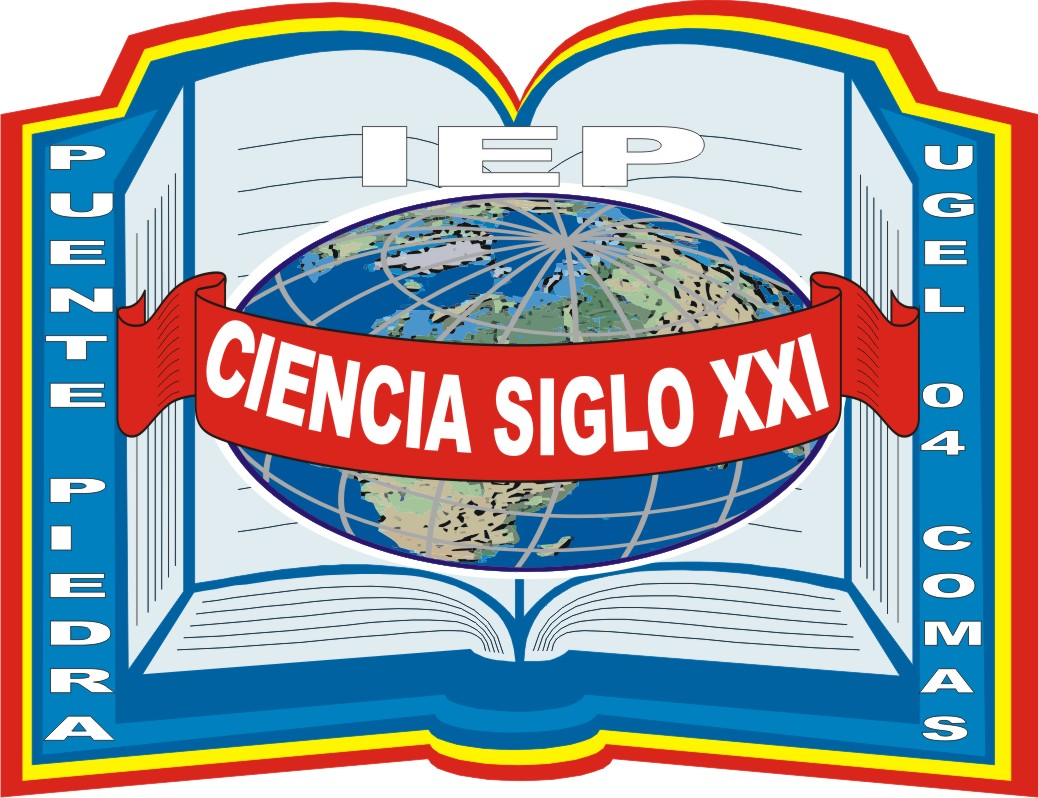 IEP
CIENCIA SIGLO XXI
PUENTE PIEDRA
UGEL 04 COMAS